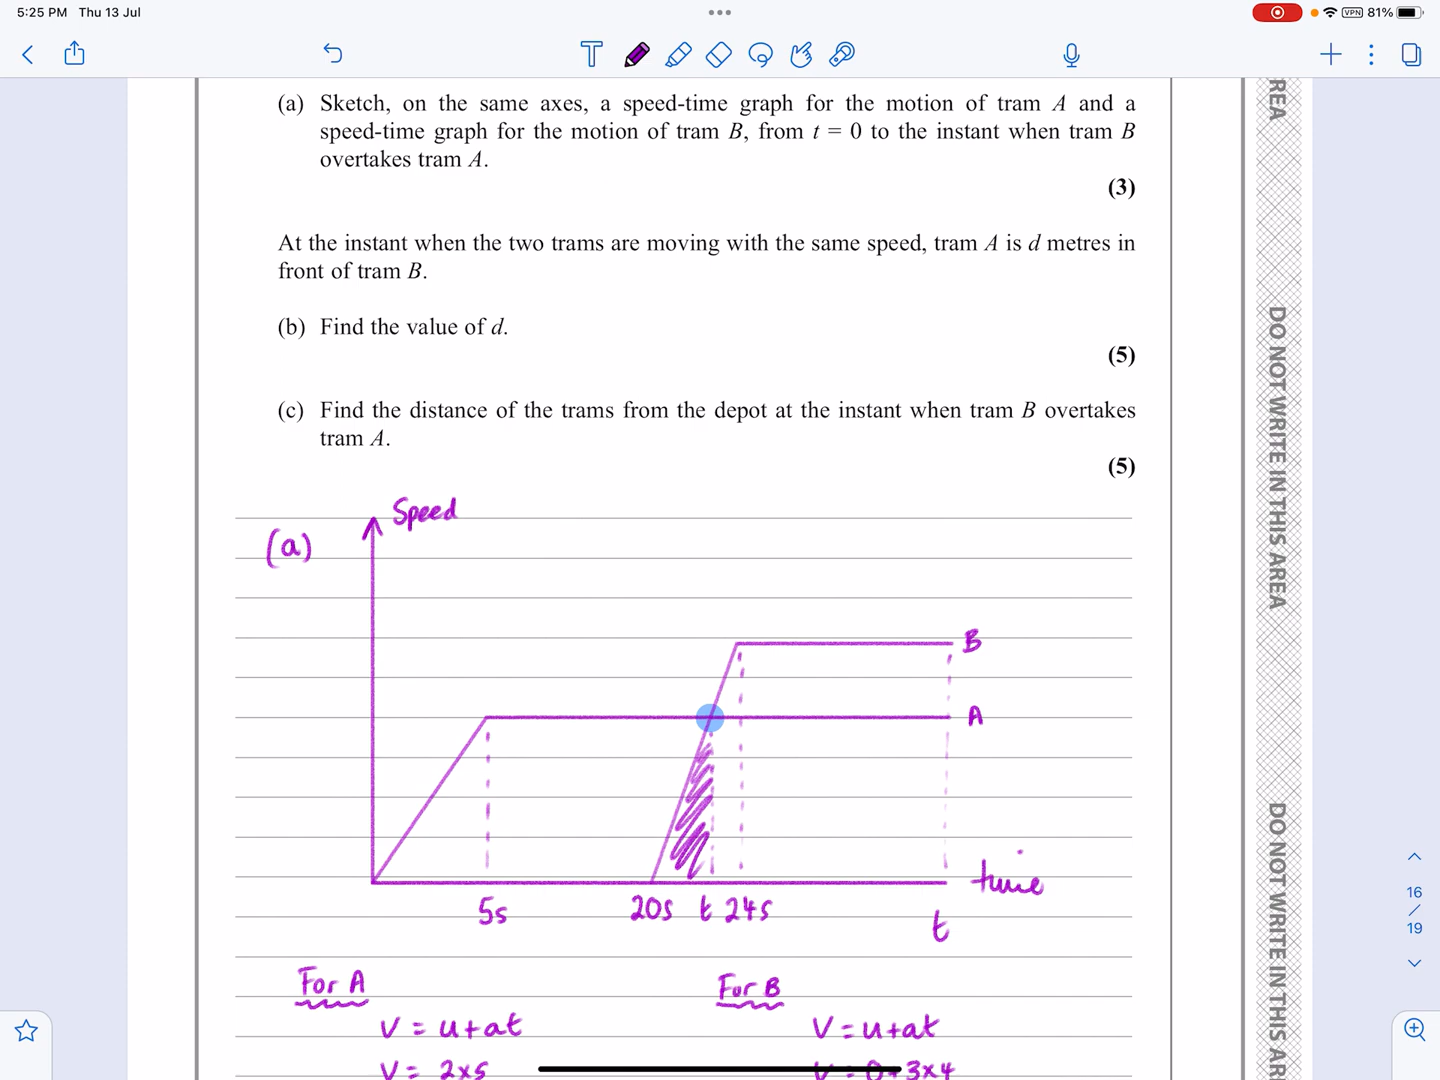 5:25 PM Thu 13 Jul
VPN 81%
T
(a) Sketch, on the same axes, a speed-time graph for the motion of tram A and a
speed-time graph for the motion of tram B, from t = 0 to the instant when tram B
overtakes tram A.
(3)
At the instant when the two trams are moving with the same speed, tram A is d metres in
front of tram B.
(b) Find the value of d.
(5)
(c) Find the distance of the trams from the depot at the instant when tram B overtakes
tram A.
(5)
(a)
Speed
B
A
time
5s 20s t 24s
t
For A
For B
V = u+at
V = u+at
V = 2x5
V = 0+3x4
REA
DO NOT WRITE IN THIS AREA
DO NOT WRITE IN THIS AR
16
/
19